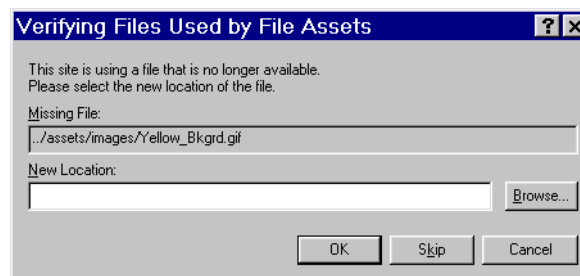 Verifying Files Used by File Assets
This site is using a file that is no longer available.
Please select the new location of the file.
Missing File:
../assets/images/Yellow_Bkgrd.gif
New Location:
Browse...
OK Skip Cancel